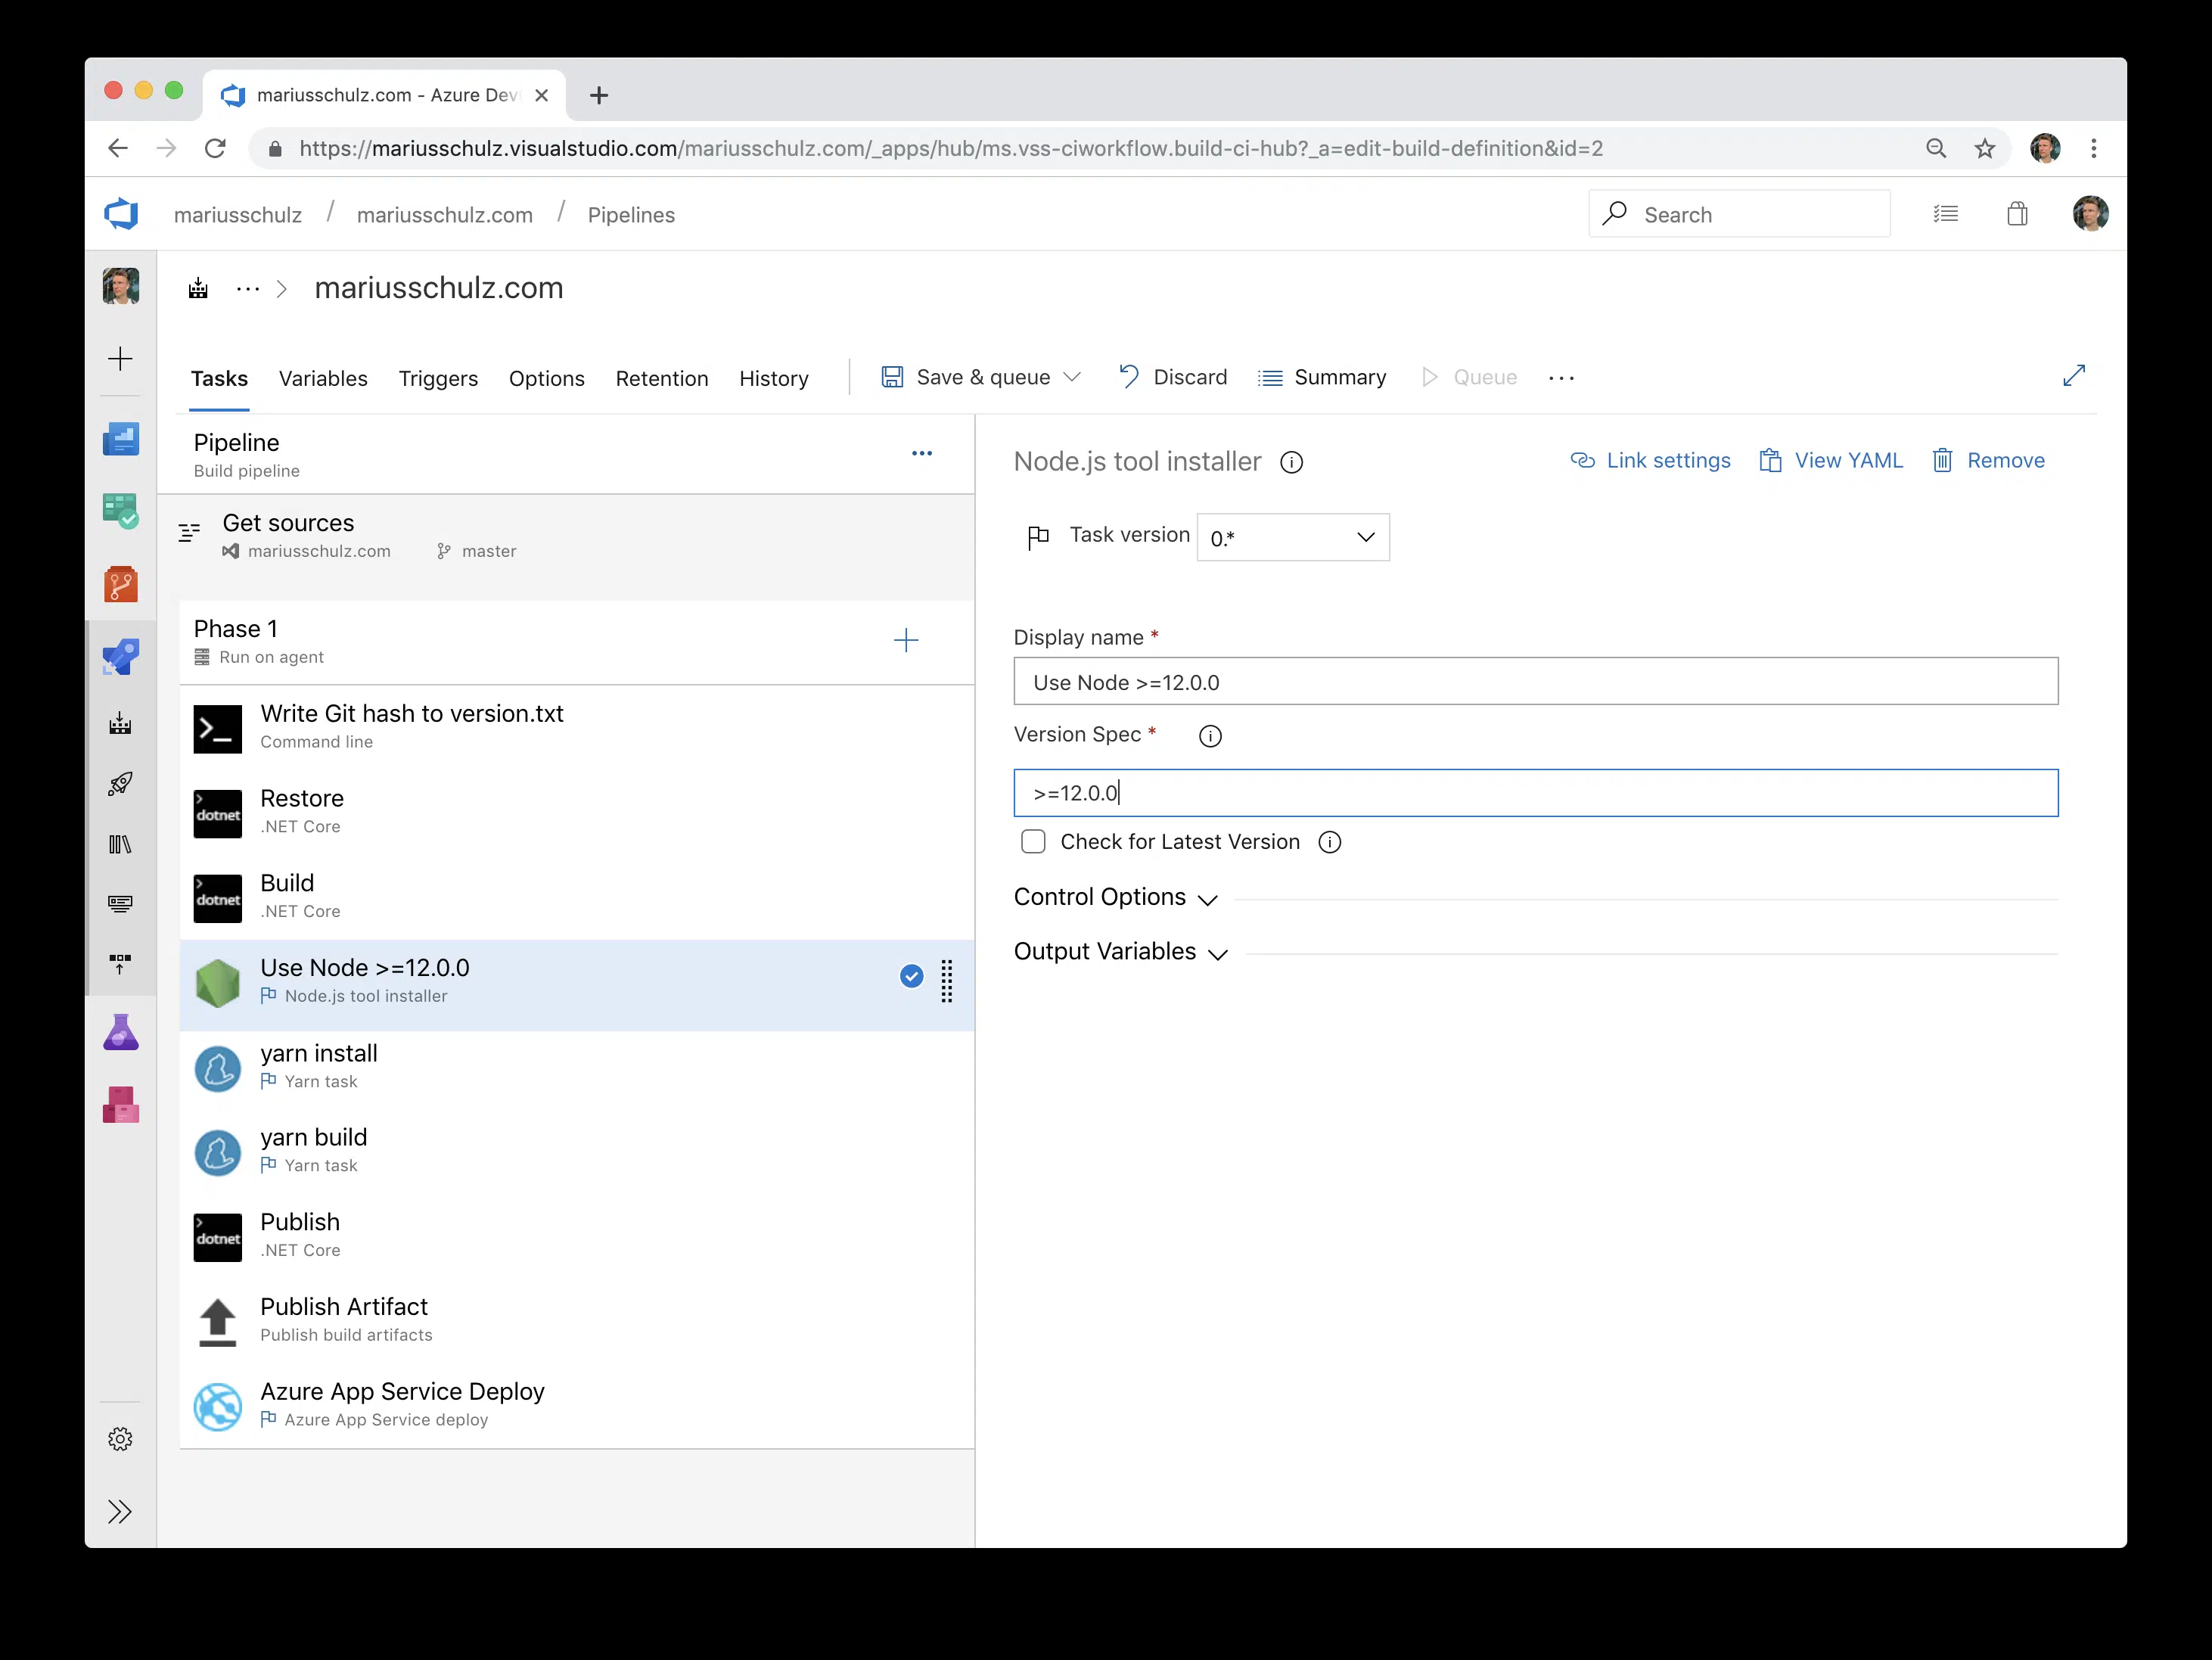 mariusschulz.com - Azure Dev
https://mariusschulz.visualstudio.com/mariusschulz.com/_apps/hub/ms.vss-ciworkflow.build-ci-hub?_a=edit-build-definition&id=2
mariusschulz / mariusschulz.com / Pipelines
Search
... > mariusschulz.com
Tasks Variables Triggers Options Retention History Save & queue Discard Summary Queue ...
Pipeline
Build pipeline
Get sources
mariusschulz.com master
Phase 1
Run on agent
Write Git hash to version.txt
Command line
dotnet
Restore
.NET Core
dotnet
Build
.NET Core
Use Node >=12.0.0
Node.js tool installer
yarn install
Yarn task
yarn build
Yarn task
dotnet
Publish
.NET Core
Publish Artifact
Publish build artifacts
Azure App Service Deploy
Azure App Service deploy
Node.js tool installer
Link settings View YAML Remove
Task version 0.*
Display name *
Use Node >=12.0.0
Version Spec *
>=12.0.0
Check for Latest Version
Control Options
Output Variables